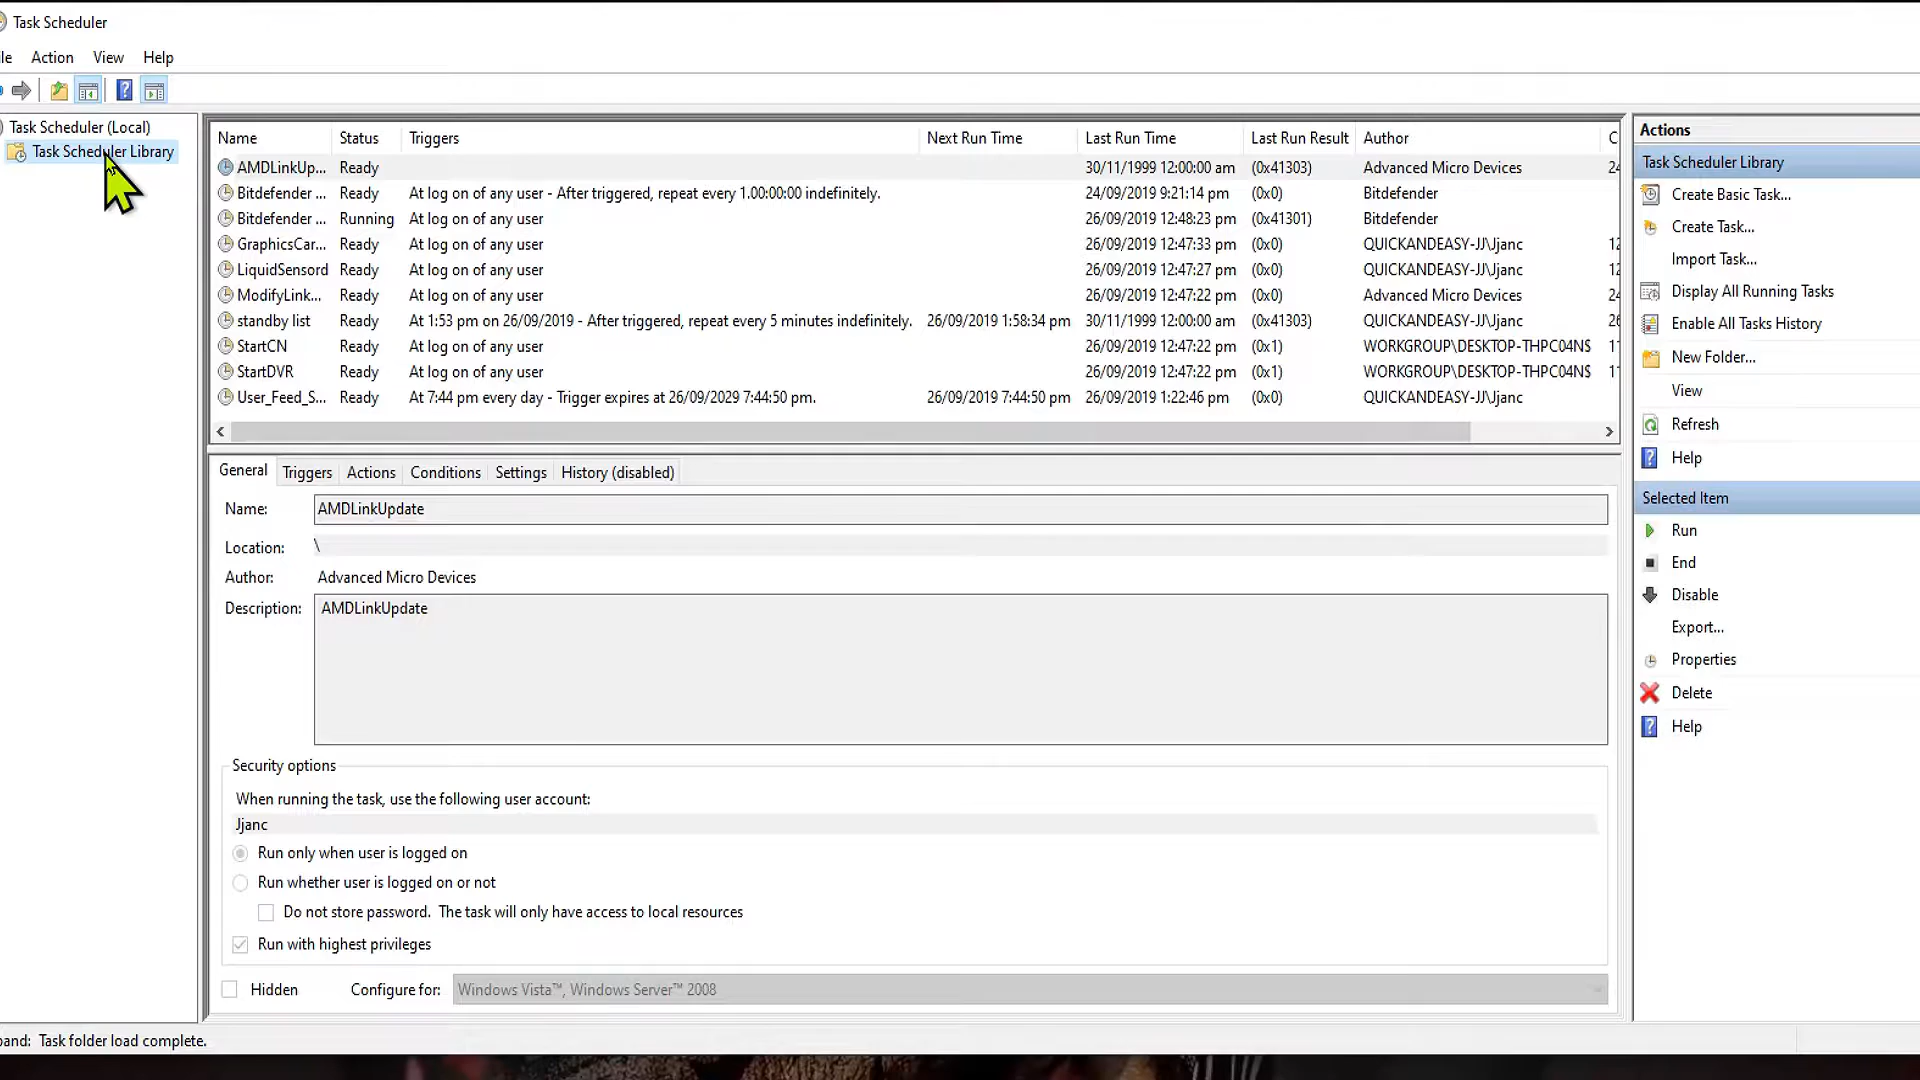 Task Scheduler
le Action View Help
Task Scheduler (Local)
Task Scheduler Library
Name Status Triggers Next Run Time Last Run Time Last Run Result Author C
AMDLinkUp... Ready 30/11/1999 12:00:00 am (0x41303) Advanced Micro Devices 24
Bitdefender ... Ready At log on of any user - After triggered, repeat every 1.00:00:00 indefinitely. 24/09/2019 9:21:14 pm (0x0) Bitdefender
Bitdefender ... Running At log on of any user 26/09/2019 12:48:23 pm (0x41301) Bitdefender
GraphicsCar... Ready At log on of any user 26/09/2019 12:47:33 pm (0x0) QUICKANDEASY-JJ\Jjanc 12
LiquidSensord Ready At log on of any user 26/09/2019 12:47:27 pm (0x0) QUICKANDEASY-JJ\Jjanc 12
ModifyLink... Ready At log on of any user 26/09/2019 12:47:22 pm (0x0) Advanced Micro Devices 24
standby list Ready At 1:53 pm on 26/09/2019 - After triggered, repeat every 5 minutes indefinitely. 26/09/2019 1:58:34 pm 30/11/1999 12:00:00 am (0x41303) QUICKANDEASY-JJ\Jjanc 26
StartCN Ready At log on of any user 26/09/2019 12:47:22 pm (0x1) WORKGROUP\DESKTOP-THPC04N$ 11
StartDVR Ready At log on of any user 26/09/2019 12:47:22 pm (0x1) WORKGROUP\DESKTOP-THPC04N$ 11
User_Feed_S... Ready At 7:44 pm every day - Trigger expires at 26/09/2029 7:44:50 pm. 26/09/2019 7:44:50 pm 26/09/2019 1:22:46 pm (0x0) QUICKANDEASY-JJ\Jjanc
General Triggers Actions Conditions Settings History (disabled)
Name: AMDLinkUpdate
Location: \
Author: Advanced Micro Devices
Description: AMDLinkUpdate
Security options
When running the task, use the following user account:
Jjanc
Run only when user is logged on
Run whether user is logged on or not
Do not store password. The task will only have access to local resources
Run with highest privileges
Hidden Configure for: Windows Vista™, Windows Server™ 2008
Actions
Task Scheduler Library
Create Basic Task...
Create Task...
Import Task...
Display All Running Tasks
Enable All Tasks History
New Folder...
View
Refresh
Help
Selected Item
Run
End
Disable
Export...
Properties
Delete
Help
pand: Task folder load complete.